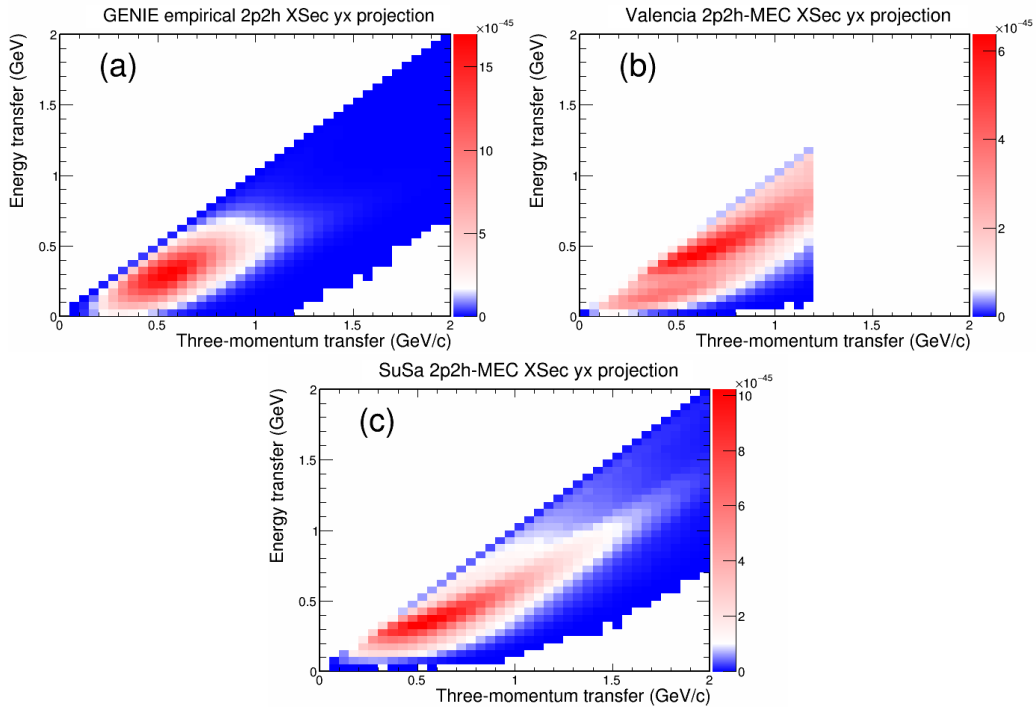 GENIE empirical 2p2h XSec yx projection
×10⁻⁴⁵
Energy transfer (GeV)
2
1.5
1
0.5
0
(a)
15
10
5
0
0 0.5 1 1.5 2
Three-momentum transfer (GeV/c)
Valencia 2p2h-MEC XSec yx projection
×10⁻⁴⁵
Energy transfer (GeV)
2
1.5
1
0.5
0
(b)
6
4
2
0
0 0.5 1 1.5 2
Three-momentum transfer (GeV/c)
SuSa 2p2h-MEC XSec yx projection
×10⁻⁴⁵
Energy transfer (GeV)
2
1.5
1
0.5
0
(c)
10
8
6
4
2
0
0 0.5 1 1.5 2
Three-momentum transfer (GeV/c)